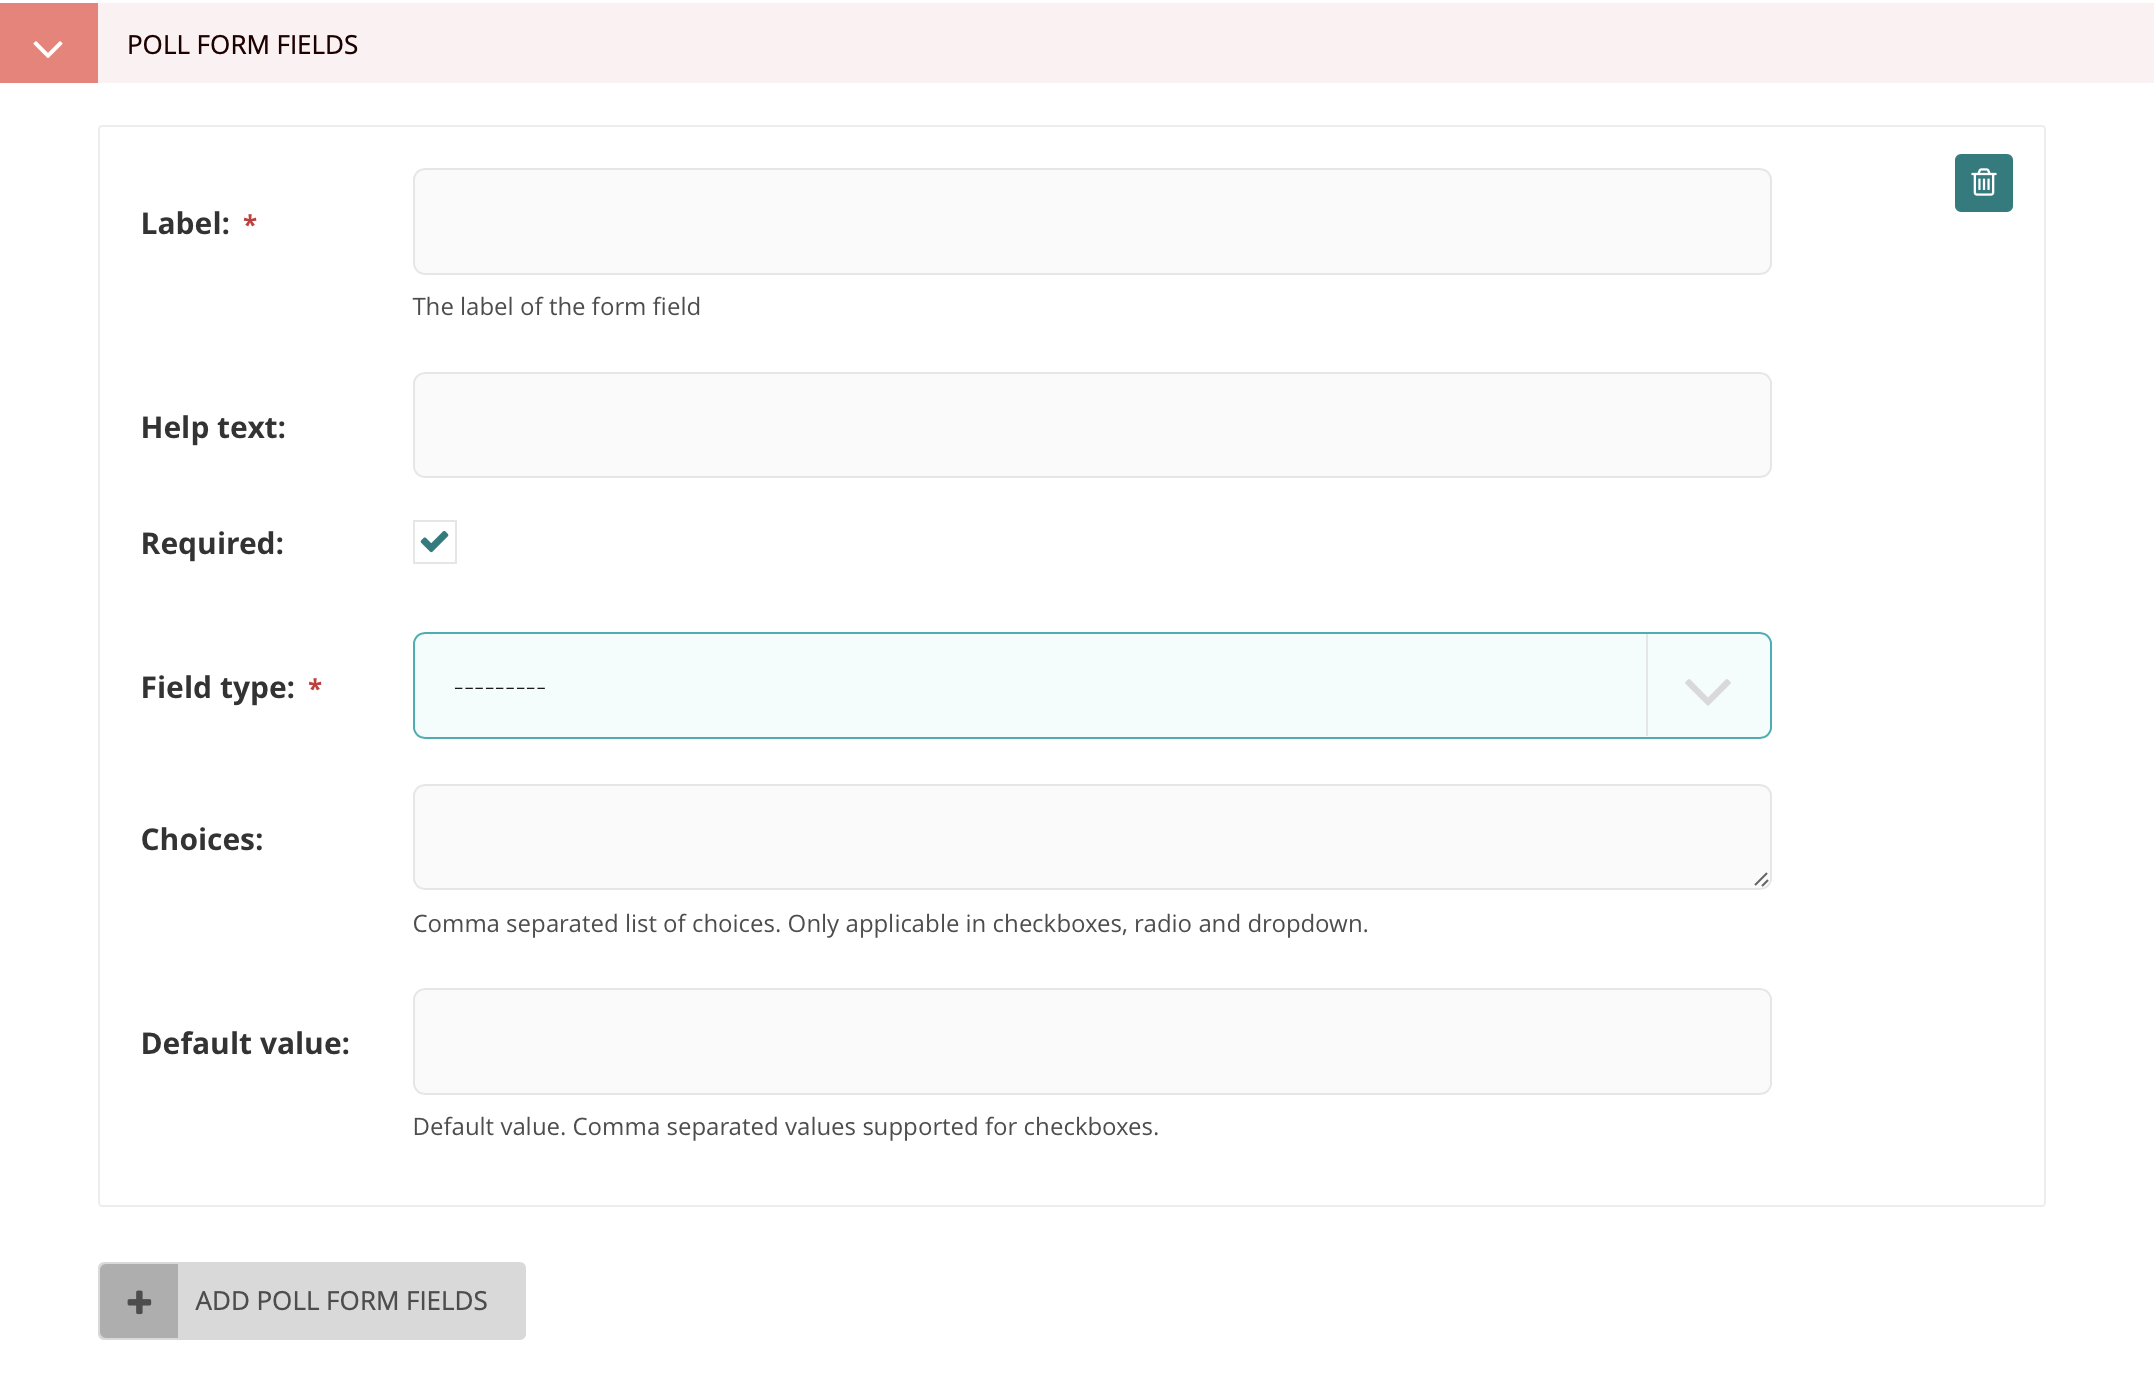 POLL FORM FIELDS
Label: *
The label of the form field
Help text:
Required:
Field type: *
---------
Choices:
Comma separated list of choices. Only applicable in checkboxes, radio and dropdown.
Default value:
Default value. Comma separated values supported for checkboxes.
ADD POLL FORM FIELDS